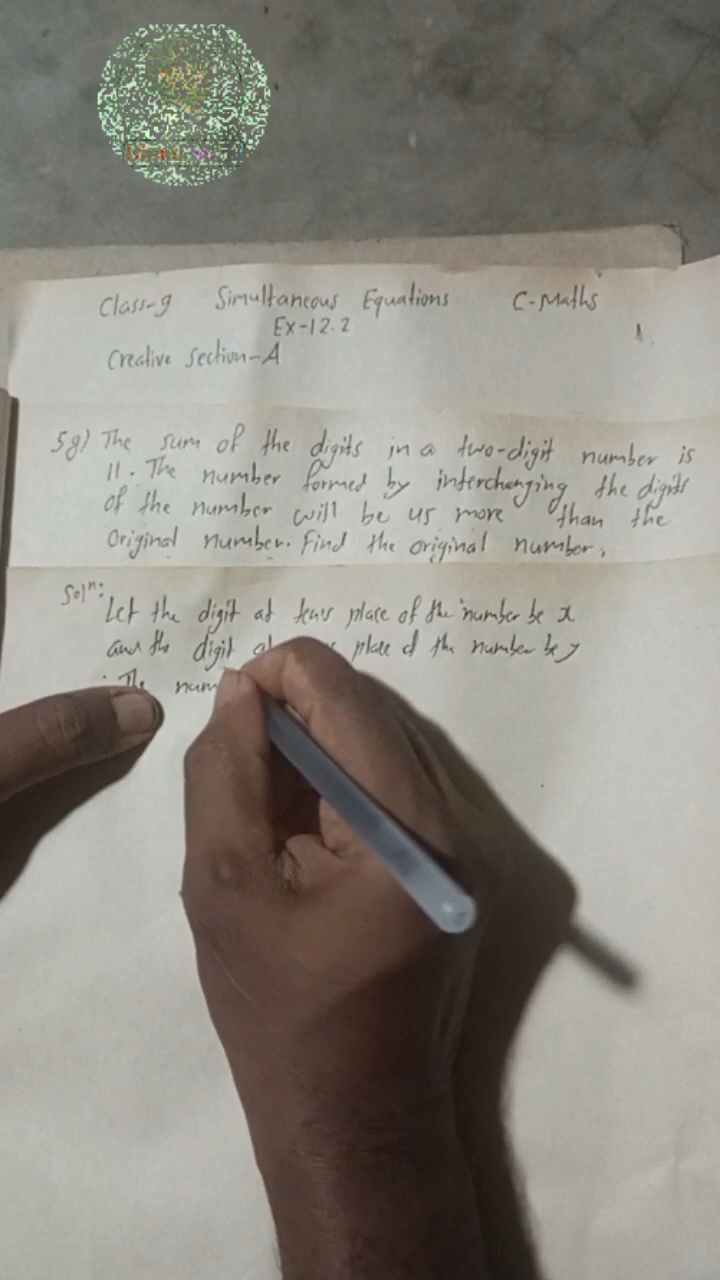 Class-9 Simultaneous Equations C-Maths
Ex-12.2
Creative Section-A
5g) The sum of the digits in a two-digit number is
11. The number formed by interchanging the digits
of the number will be us more than the
Original number. Find the original number.
Soln:
Let the digit at tens place of the number be x
and the digit place of the number be y
The num